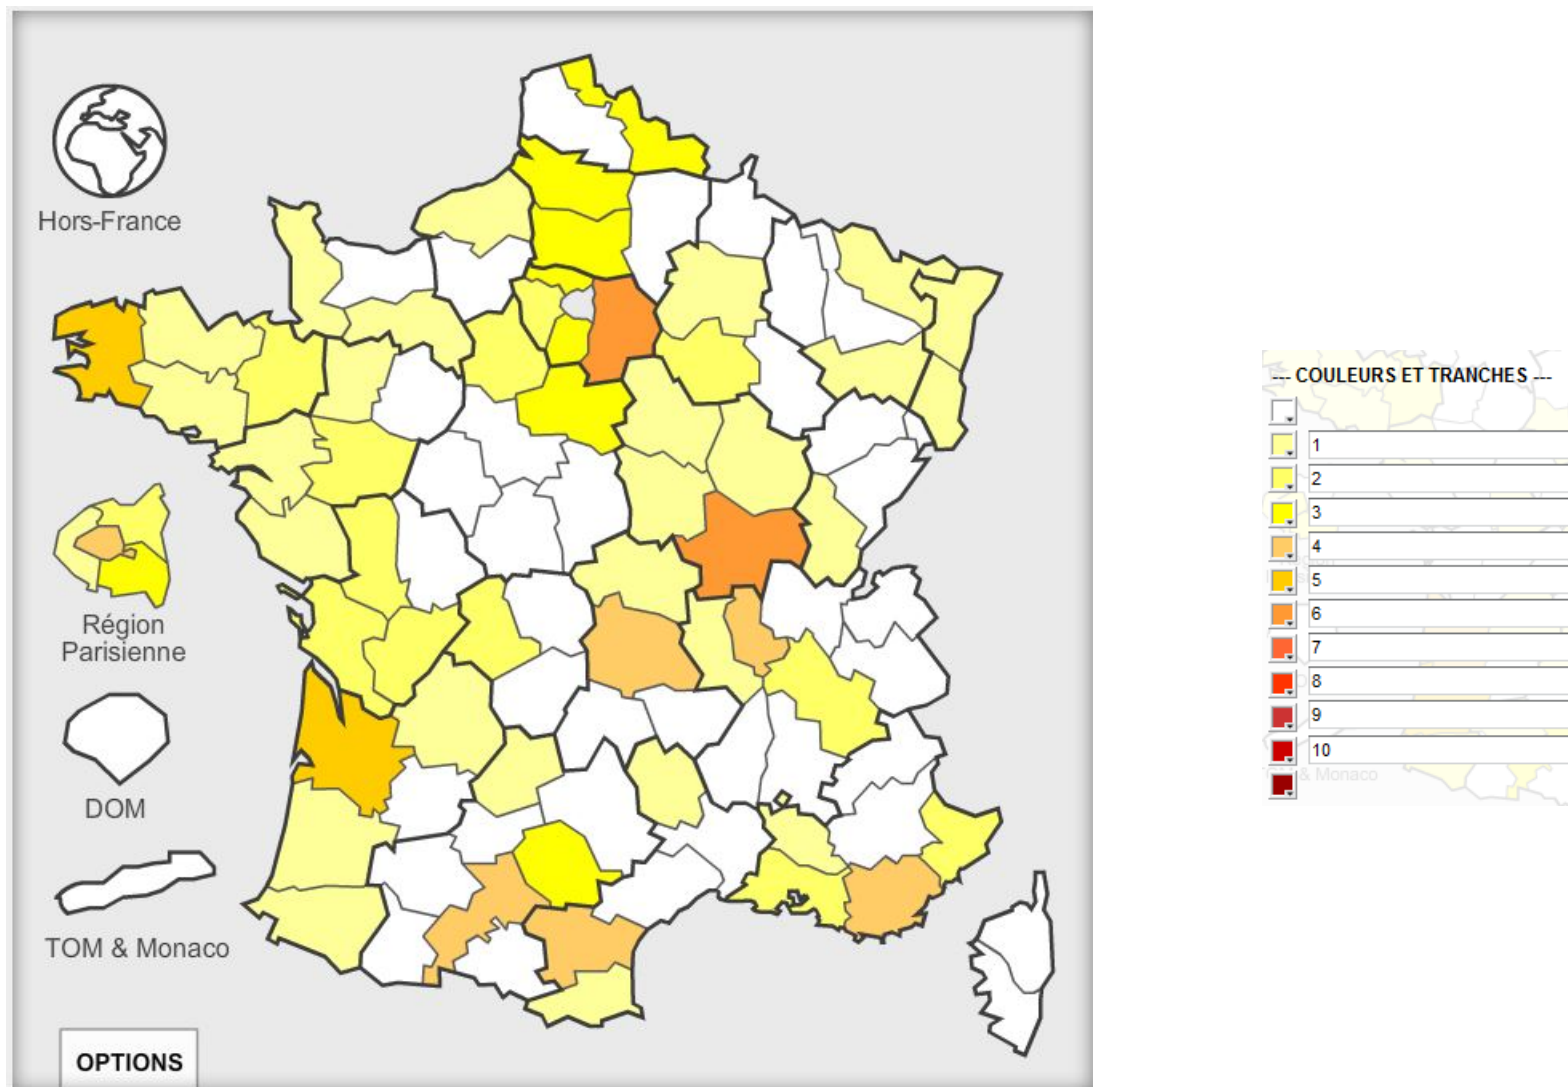 Hors-France
Région
Parisienne
DOM
TOM & Monaco
OPTIONS
--- COULEURS ET TRANCHES ---
1
2
3
4
5
6
7
8
9
10
& Monaco